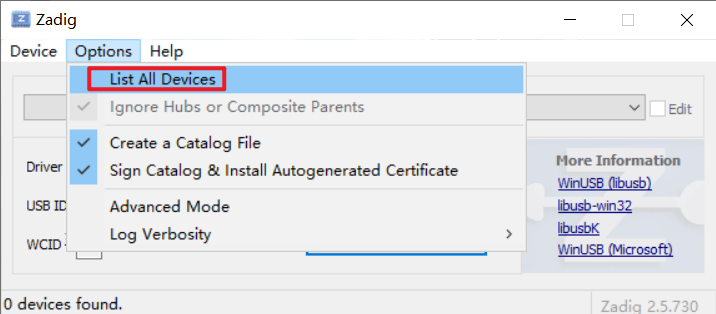 Zadig
Device Options Help
List All Devices
Ignore Hubs or Composite Parents
Edit
Create a Catalog File
Sign Catalog & Install Autogenerated Certificate
Advanced Mode
Log Verbosity
Driver
USB ID
WCID
More Information
WinUSB (libusb)
libusb-win32
libusbK
WinUSB (Microsoft)
0 devices found.
Zadig 2.5.730